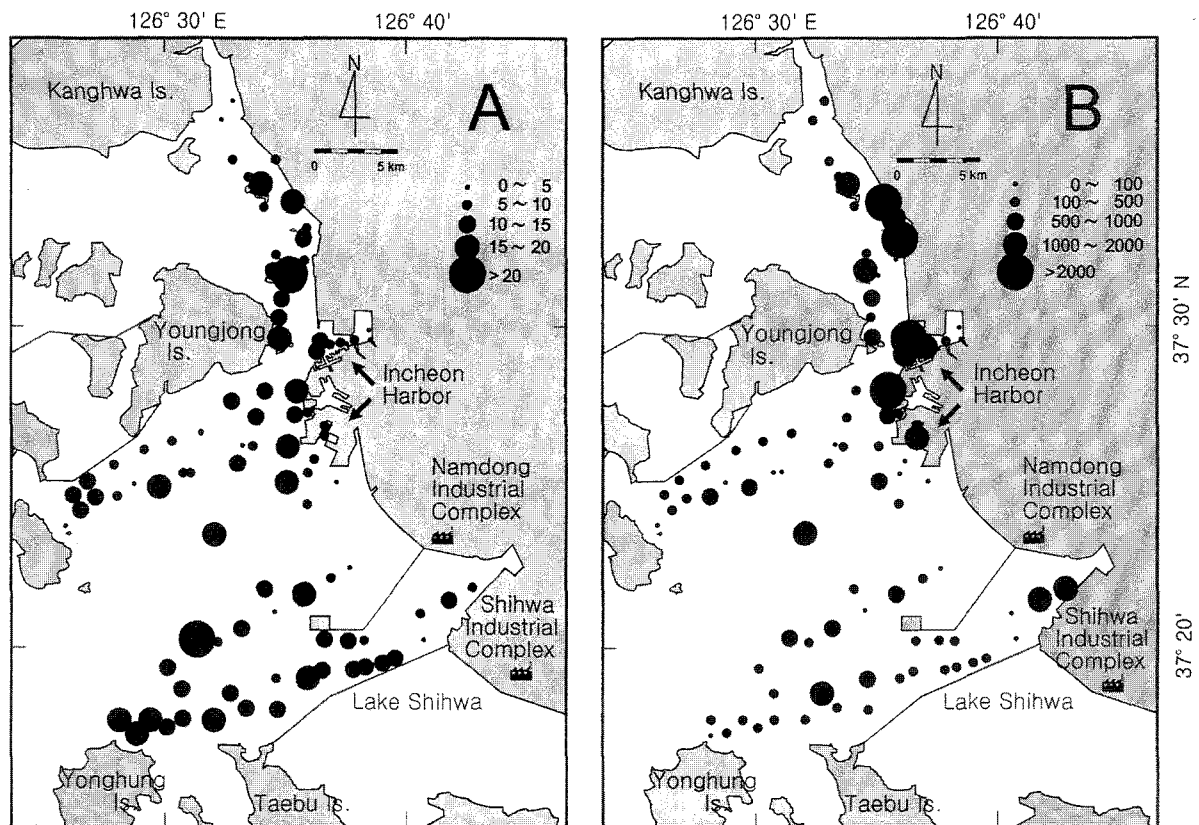 126° 30' E
126° 40'
126° 30' E
126° 40'
Kanghwa Is.
N
A
0
5 km
0 ~ 5
5 ~ 10
10 ~ 15
15 ~ 20
>20
Youngjong
Is.
Incheon
Harbor
Namdong
Industrial
Complex
Shihwa
Industrial
Complex
Lake Shihwa
Yonghung
Is.
Taebu Is.
Kanghwa Is.
N
B
0
5 km
0 ~ 100
100 ~ 500
500 ~ 1000
1000 ~ 2000
>2000
Youngjong
Is.
Incheon
Harbor
Namdong
Industrial
Complex
Shihwa
Industrial
Complex
Lake Shihwa
Yonghung
Is.
Taebu Is.
37° 30' N
37° 20'